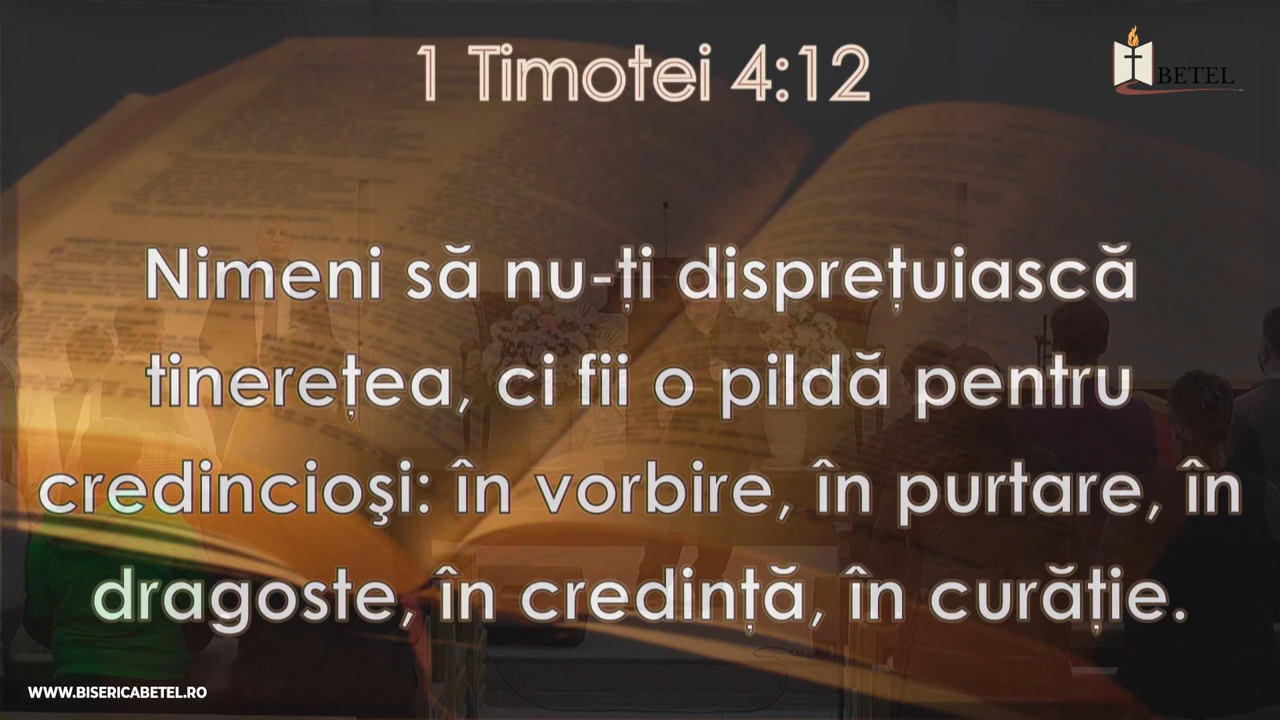 1 Timotei 4:12
BETEL
Nimeni să nu-ți disprețuiască
tinerețea, ci fii o pildă pentru
credincioşi: în vorbire, în purtare, în
dragoste, în credință, în curăție.
WWW.BISERICABETEL.RO